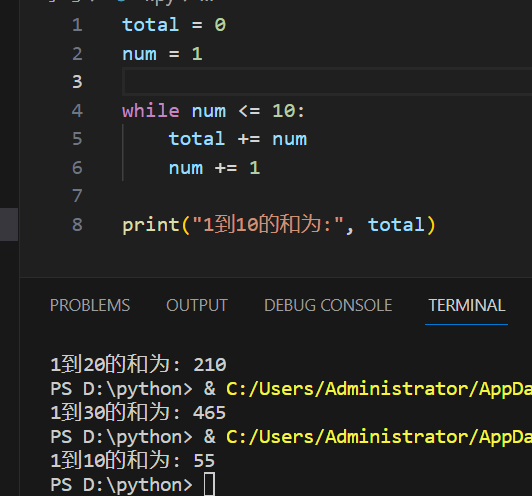 1 total = 0
2 num = 1
3
4 while num <= 10:
5     total += num
6     num += 1
7
8 print("1到10的和为:", total)
PROBLEMS OUTPUT DEBUG CONSOLE TERMINAL
1到20的和为: 210
PS D:\python> & C:/Users/Administrator/AppDa
1到30的和为: 465
PS D:\python> & C:/Users/Administrator/AppDa
1到10的和为: 55
PS D:\python>